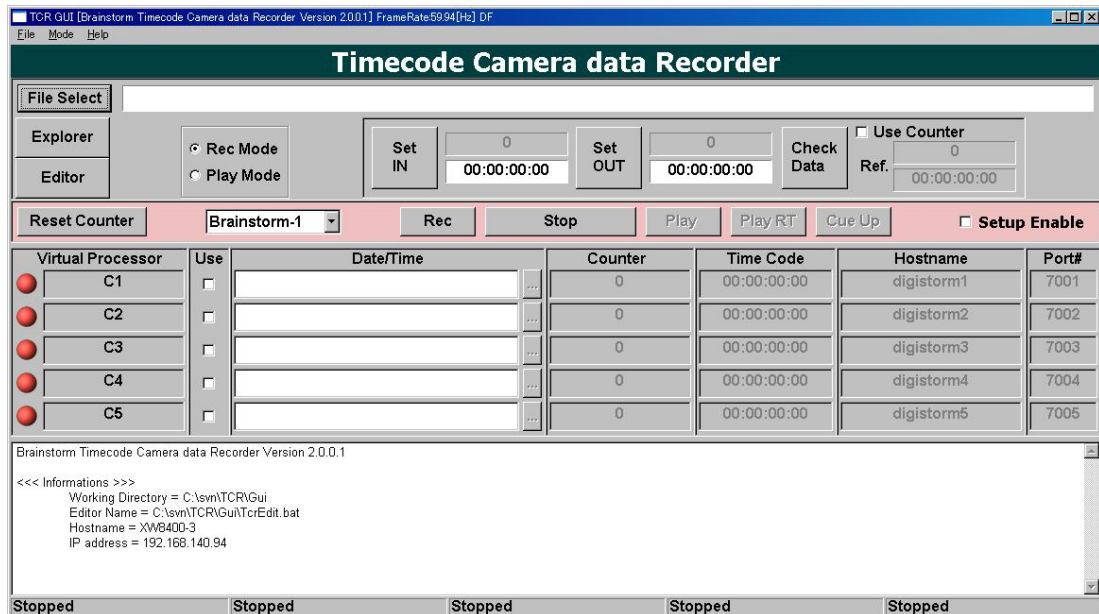 TCR GUI [Brainstorm Timecode Camera data Recorder Version 2.0.0.1] FrameRate:59.94[Hz] DF
File Mode Help
Timecode Camera data Recorder
File Select
Explorer
Editor
Rec Mode
Play Mode
Set IN
0
00:00:00:00
Set OUT
0
00:00:00:00
Check Data
Use Counter
Ref.
0
00:00:00:00
Reset Counter Brainstorm-1 Rec Stop Play Play RT Cue Up Setup Enable
Virtual Processor Use Date/Time Counter Time Code Hostname Port#
C1 ... 0 00:00:00:00 digistorm1 7001
C2 ... 0 00:00:00:00 digistorm2 7002
C3 ... 0 00:00:00:00 digistorm3 7003
C4 ... 0 00:00:00:00 digistorm4 7004
C5 ... 0 00:00:00:00 digistorm5 7005
Brainstorm Timecode Camera data Recorder Version 2.0.0.1
<<< Informations >>>
Working Directory = C:\svn\TCR\Gui
Editor Name = C:\svn\TCR\Gui\TcrEdit.bat
Hostname = XW8400-3
IP address = 192.168.140.94
Stopped Stopped Stopped Stopped Stopped